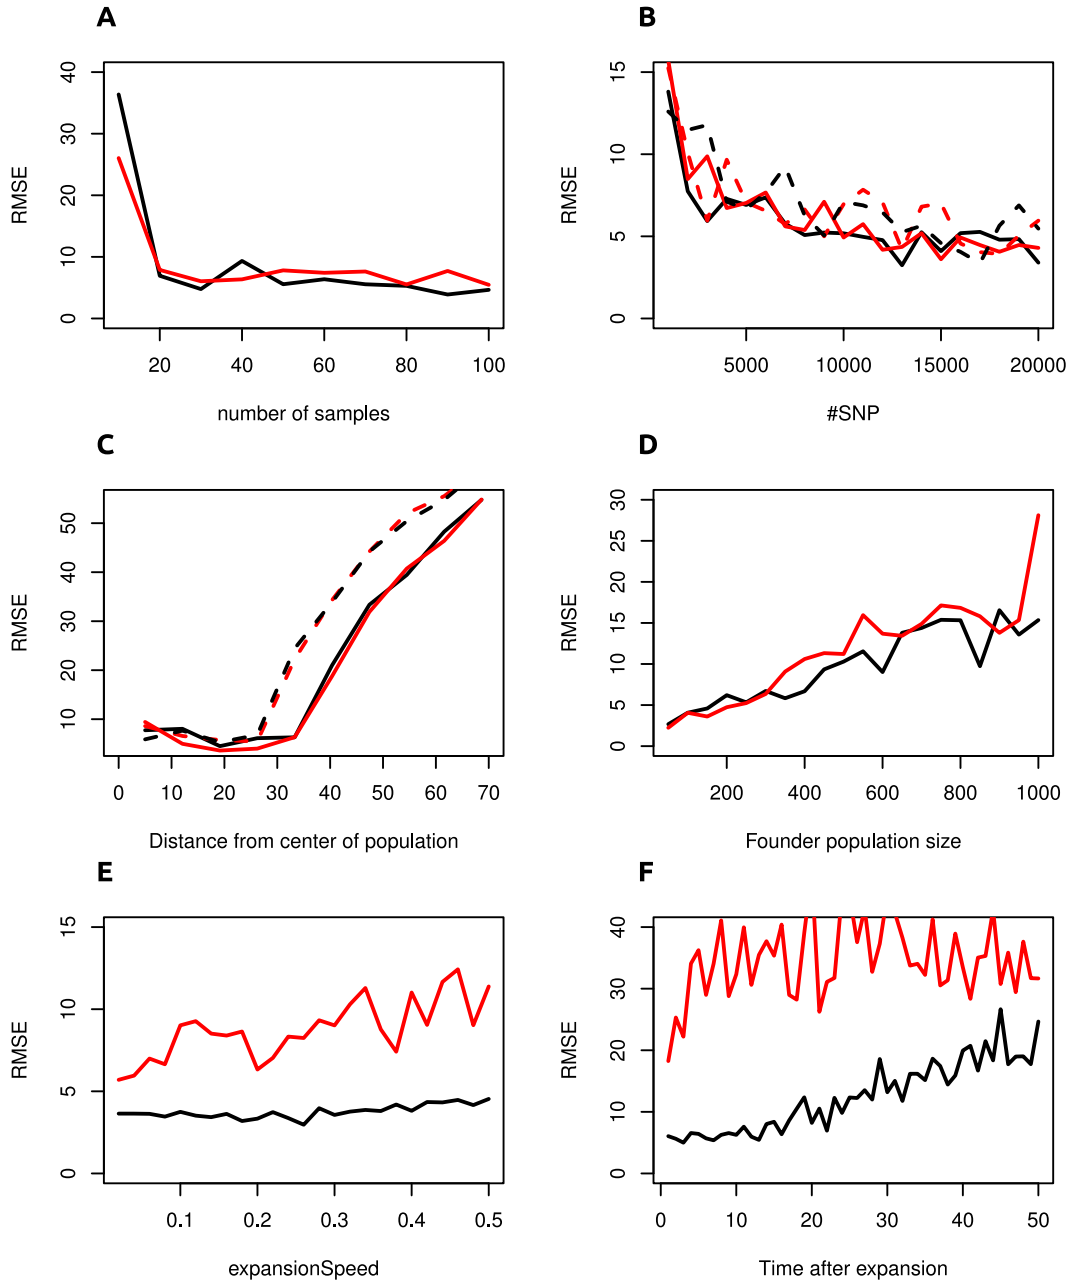 A
RMSE
0 10 20 30 40
20 40 60 80 100
number of samples
B
RMSE
0 5 10 15
5000 10000 15000 20000
#SNP
C
RMSE
10 20 30 40 50
0 10 20 30 40 50 60 70
Distance from center of population
D
RMSE
0 5 10 15 20 25 30
200 400 600 800 1000
Founder population size
E
RMSE
0 5 10 15
0.1 0.2 0.3 0.4 0.5
expansionSpeed
F
RMSE
0 10 20 30 40
0 10 20 30 40 50
Time after expansion